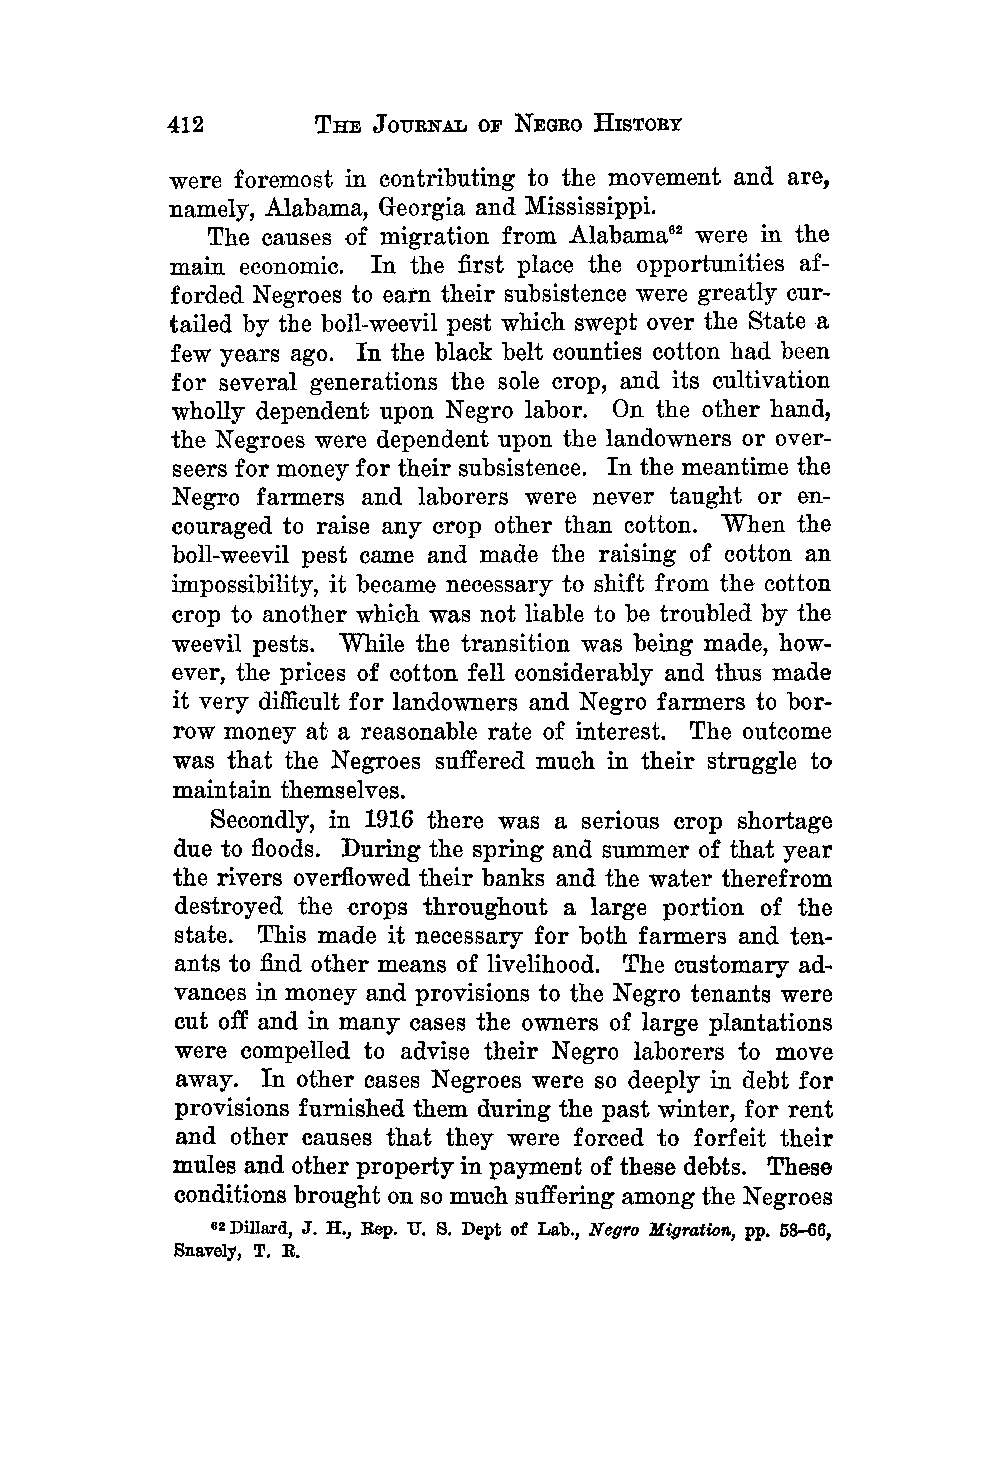 412 THE JOURNAL OF NEGRO HISTORY
were foremost in contributing to the movement and are,
namely, Alabama, Georgia and Mississippi.
The causes of migration from Alabama⁶² were in the
main economic. In the first place the opportunities af-
forded Negroes to earn their subsistence were greatly cur-
tailed by the boll-weevil pest which swept over the State a
few years ago. In the black belt counties cotton had been
for several generations the sole crop, and its cultivation
wholly dependent upon Negro labor. On the other hand,
the Negroes were dependent upon the landowners or over-
seers for money for their subsistence. In the meantime the
Negro farmers and laborers were never taught or en-
couraged to raise any crop other than cotton. When the
boll-weevil pest came and made the raising of cotton an
impossibility, it became necessary to shift from the cotton
crop to another which was not liable to be troubled by the
weevil pests. While the transition was being made, how-
ever, the prices of cotton fell considerably and thus made
it very difficult for landowners and Negro farmers to bor-
row money at a reasonable rate of interest. The outcome
was that the Negroes suffered much in their struggle to
maintain themselves.
Secondly, in 1916 there was a serious crop shortage
due to floods. During the spring and summer of that year
the rivers overflowed their banks and the water therefrom
destroyed the crops throughout a large portion of the
state. This made it necessary for both farmers and ten-
ants to find other means of livelihood. The customary ad-
vances in money and provisions to the Negro tenants were
cut off and in many cases the owners of large plantations
were compelled to advise their Negro laborers to move
away. In other cases Negroes were so deeply in debt for
provisions furnished them during the past winter, for rent
and other causes that they were forced to forfeit their
mules and other property in payment of these debts. These
conditions brought on so much suffering among the Negroes
⁶² Dillard, J. H., Rep. U. S. Dept of Lab., Negro Migration, pp. 58–66,
Snavely, T. R.